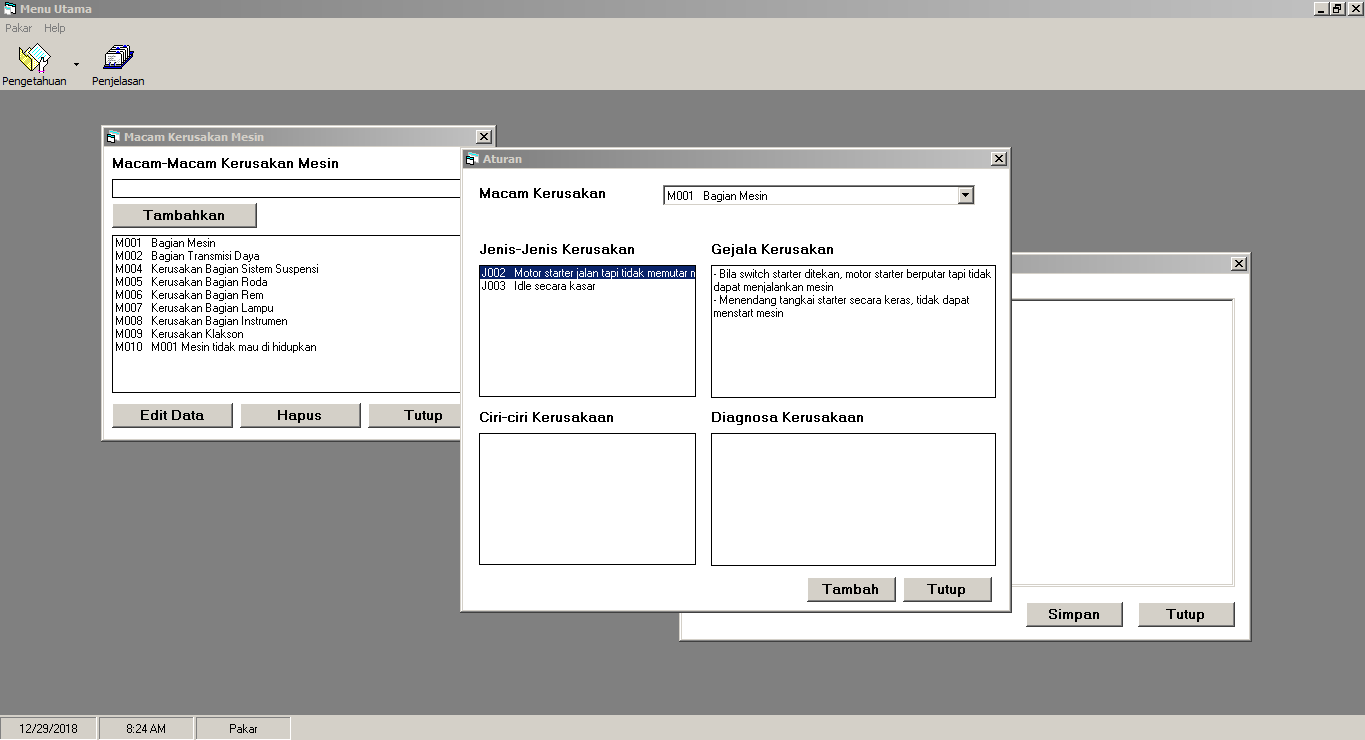 Menu Utama
Pakar Help
Pengetahuan Penjelasan
Macam Kerusakan Mesin
Macam-Macam Kerusakan Mesin
Tambahkan
M001 Bagian Mesin
M002 Bagian Transmisi Daya
M004 Kerusakan Bagian Sistem Suspensi
M005 Kerusakan Bagian Roda
M006 Kerusakan Bagian Rem
M007 Kerusakan Bagian Lampu
M008 Kerusakan Bagian Instrumen
M009 Kerusakan Klakson
M010 M001 Mesin tidak mau di hidupkan
Edit Data Hapus Tutup
Aturan
Macam Kerusakan M001 Bagian Mesin
Jenis-Jenis Kerusakan
J002 Motor starter jalan tapi tidak memutar
J003 Idle secara kasar
Gejala Kerusakan
- Bila switch starter ditekan, motor starter berputar tapi tidak
dapat menjalankan mesin
- Menendang tangkai starter secara keras, tidak dapat
menstart mesin
Ciri-ciri Kerusakaan
Diagnosa Kerusakaan
Tambah Tutup
Simpan Tutup
12/29/2018 8:24 AM Pakar